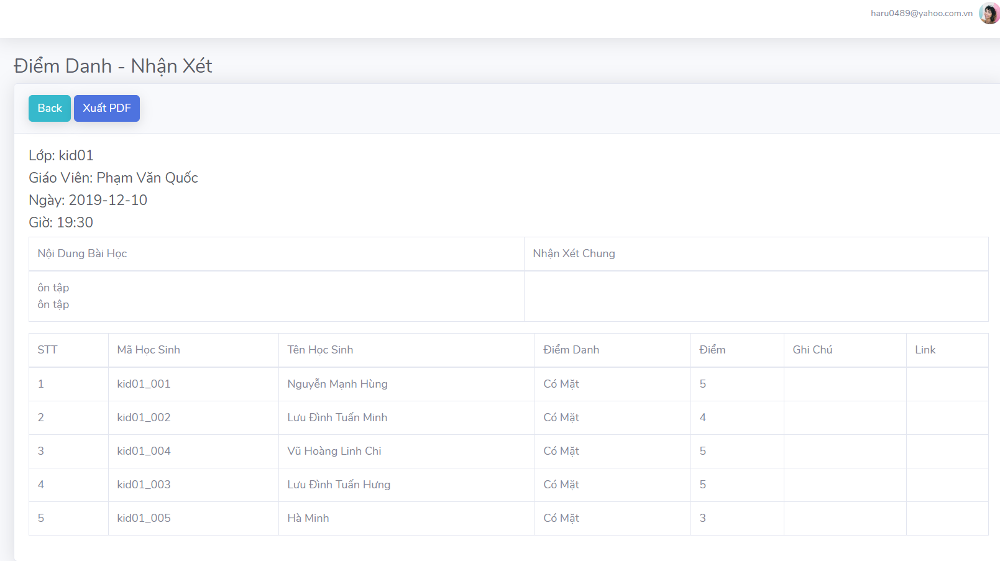 haru0489@yahoo.com.vn
Điểm Danh - Nhận Xét
Back Xuất PDF
Lớp: kid01
Giáo Viên: Phạm Văn Quốc
Ngày: 2019-12-10
Giờ: 19:30
Nội Dung Bài Học Nhận Xét Chung
ôn tập
ôn tập
STT Mã Học Sinh Tên Học Sinh Điểm Danh Điểm Ghi Chú Link
1 kid01_001 Nguyễn Mạnh Hùng Có Mặt 5
2 kid01_002 Lưu Đình Tuấn Minh Có Mặt 4
3 kid01_004 Vũ Hoàng Linh Chi Có Mặt 5
4 kid01_003 Lưu Đình Tuấn Hưng Có Mặt 5
5 kid01_005 Hà Minh Có Mặt 3